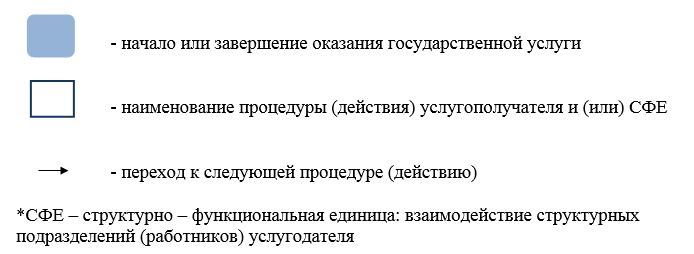 - начало или завершение оказания государственной услуги
- наименование процедуры (действия) услугополучателя и (или) СФЕ
- переход к следующей процедуре (действию)
*СФЕ – структурно – функциональная единица: взаимодействие структурных
подразделений (работников) услугодателя